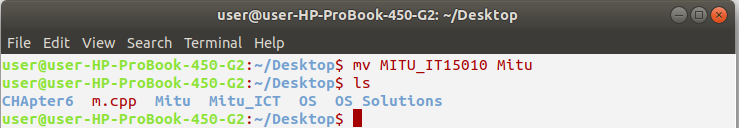 user@user-HP-ProBook-450-G2: ~/Desktop
File Edit View Search Terminal Help
user@user-HP-ProBook-450-G2:~/Desktop$ mv MITU_IT15010 Mitu
user@user-HP-ProBook-450-G2:~/Desktop$ ls
CHApter6 m.cpp Mitu Mitu_ICT OS OS_Solutions
user@user-HP-ProBook-450-G2:~/Desktop$